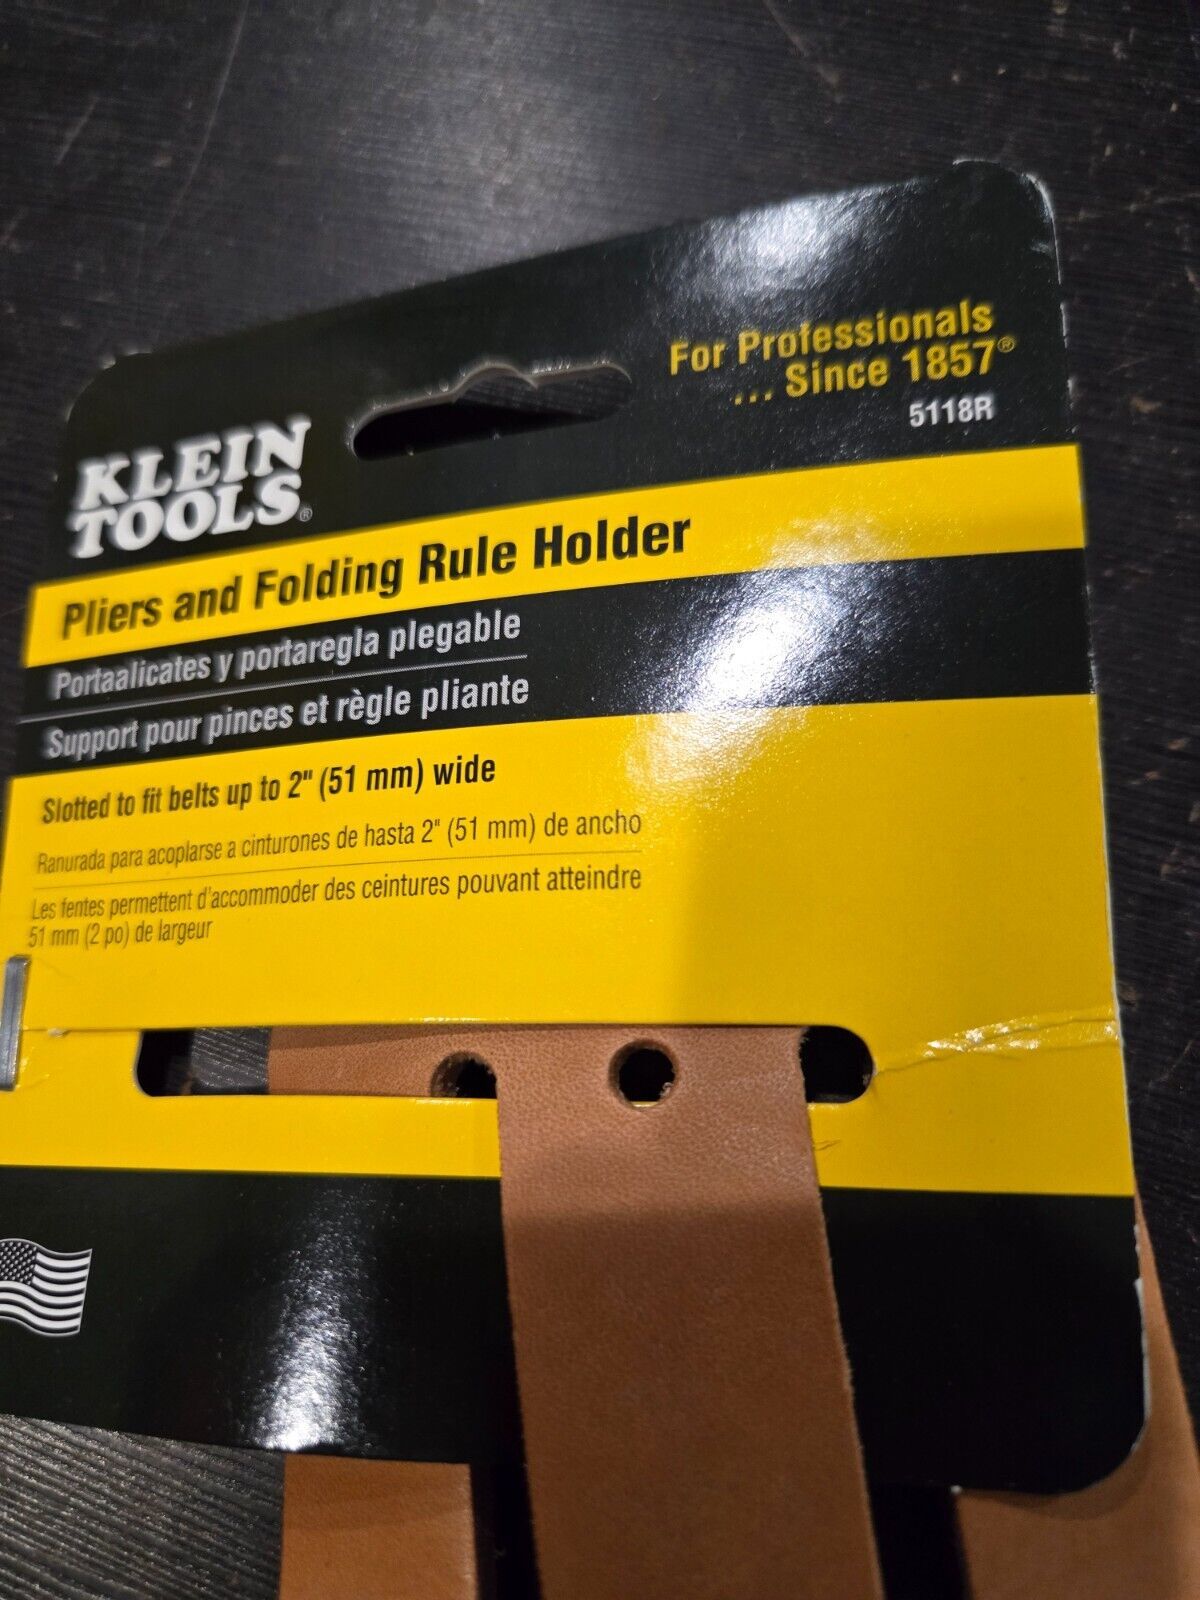 For Professionals
... Since 1857®
5118R
KLEIN
TOOLS®
Pliers and Folding Rule Holder
Portaalicates y portaregla plegable
Support pour pinces et règle pliante
Slotted to fit belts up to 2" (51 mm) wide
Ranurada para acoplarse a cinturones de hasta 2" (51 mm) de ancho
Les fentes permettent d'accommoder des ceintures pouvant atteindre
51 mm (2 po) de largeur